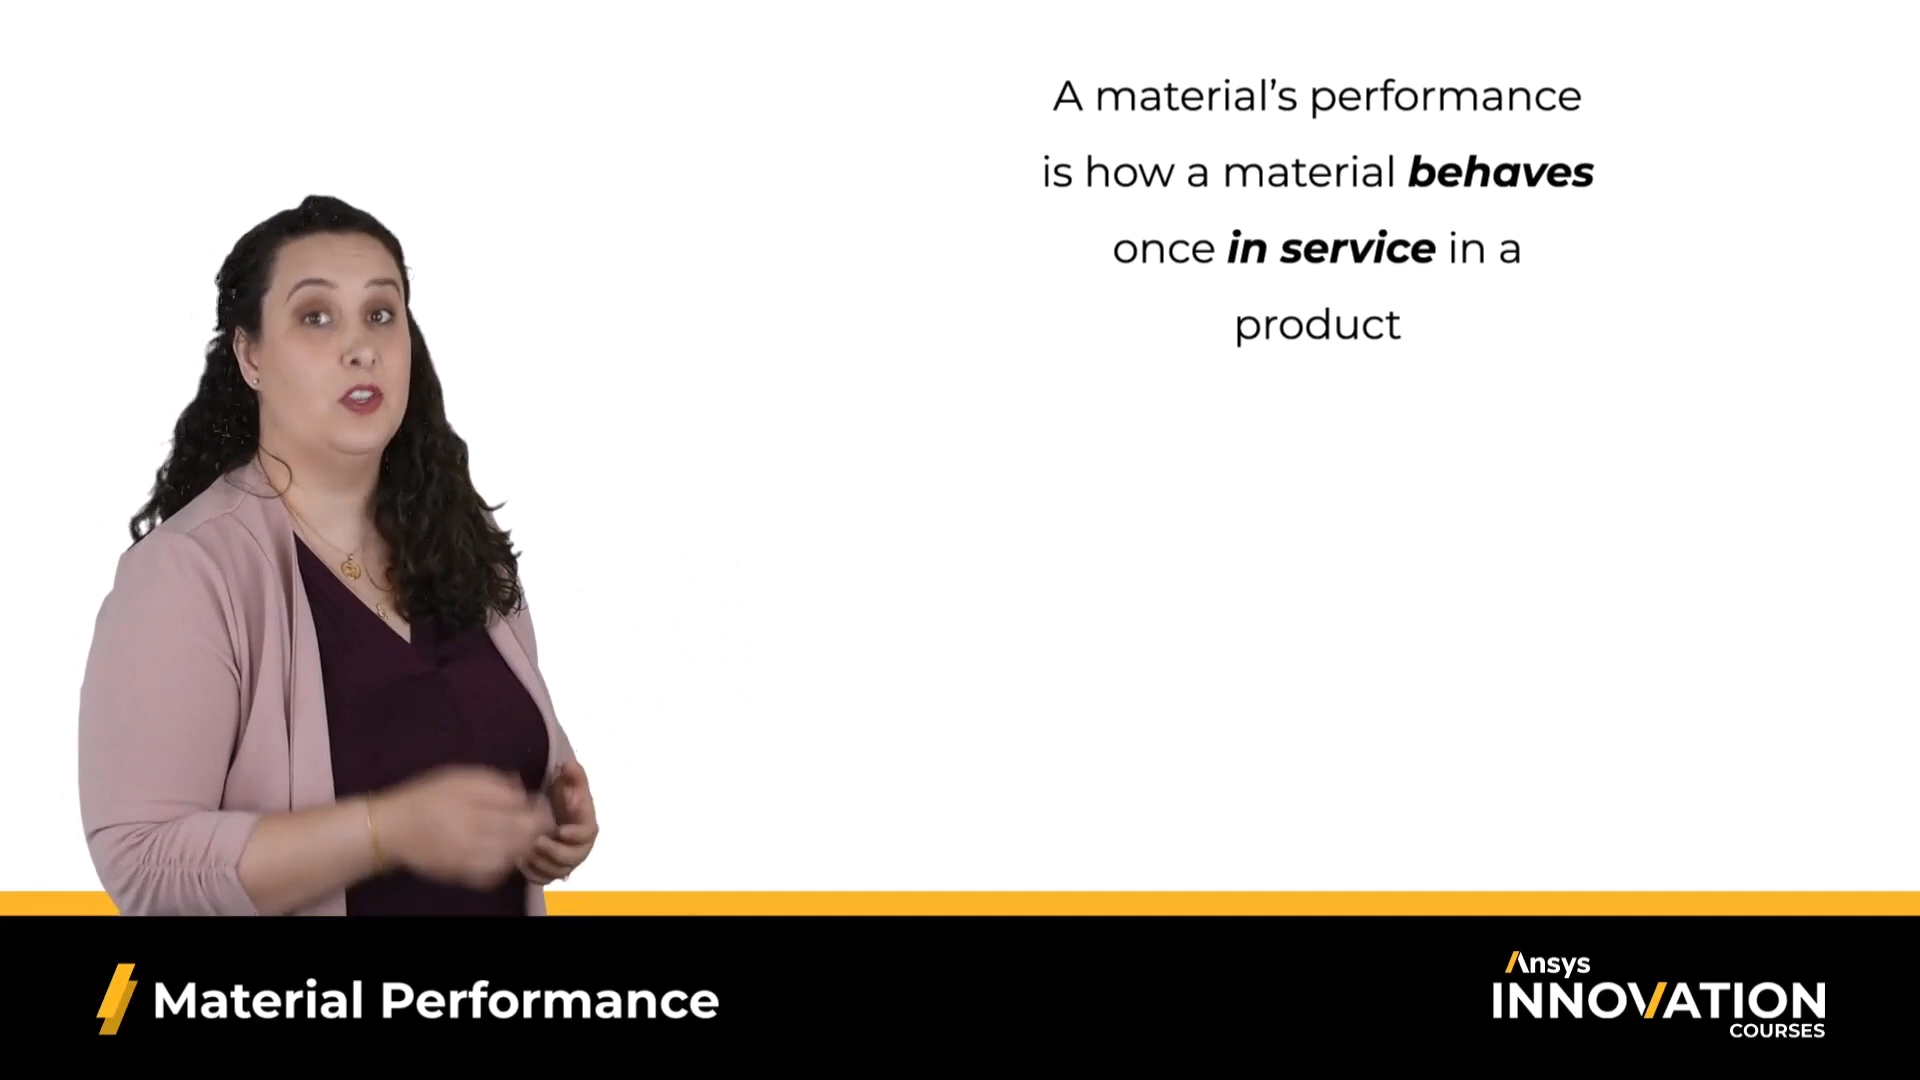 A material’s performance
is how a material behaves
once in service in a
product
Material Performance
Ansys
INNOVATION
COURSES